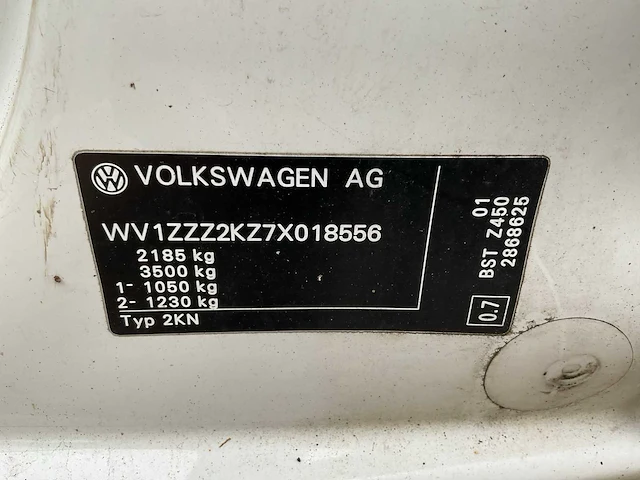 VOLKSWAGEN AG
WV1ZZZ2KZ7X018556
2185 kg
3500 kg
1- 1050 kg
2- 1230 kg
Typ 2KN
01
BST Z450
2868625
0.7